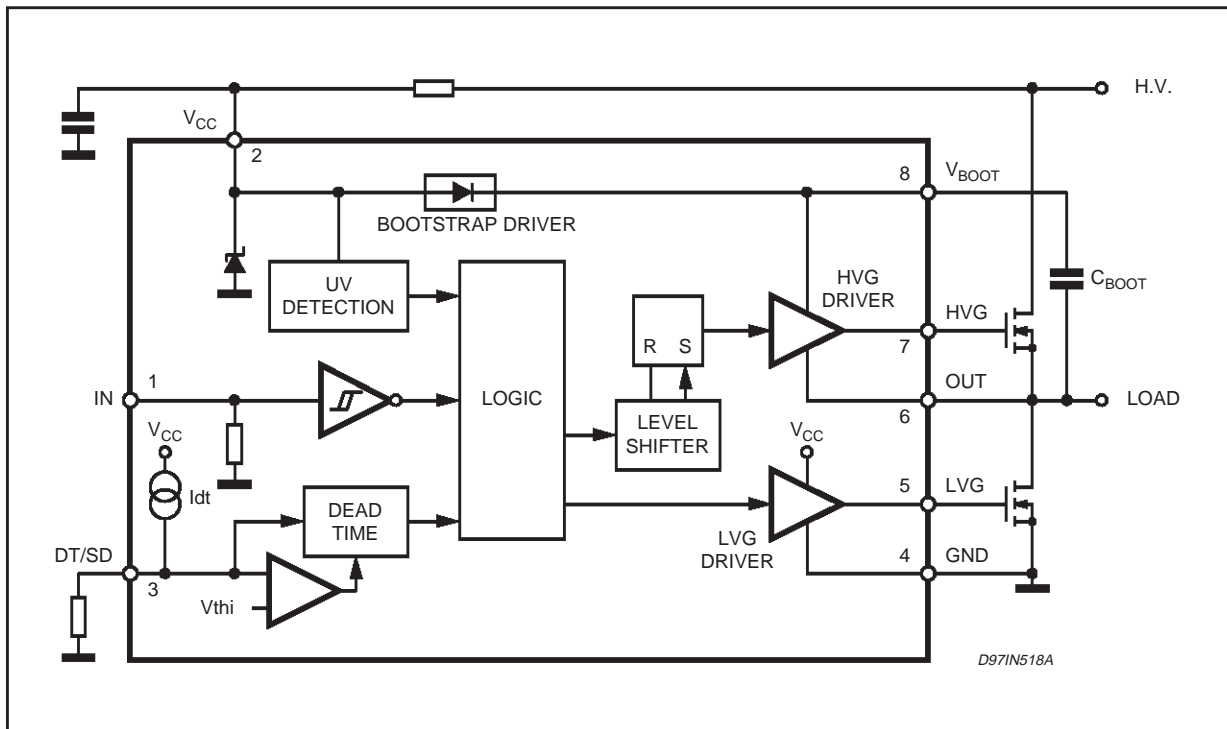 H.V.
VCC
2
8
VBOOT
BOOTSTRAP DRIVER
UV
DETECTION
HVG
DRIVER
CBOOT
HVG
7
R S
1
IN
LOGIC
OUT
6
LOAD
LEVEL
SHIFTER
VCC
VCC
Idt
5
LVG
DEAD
TIME
LVG
DRIVER
4
GND
DT/SD
3
Vthi
D97IN518A